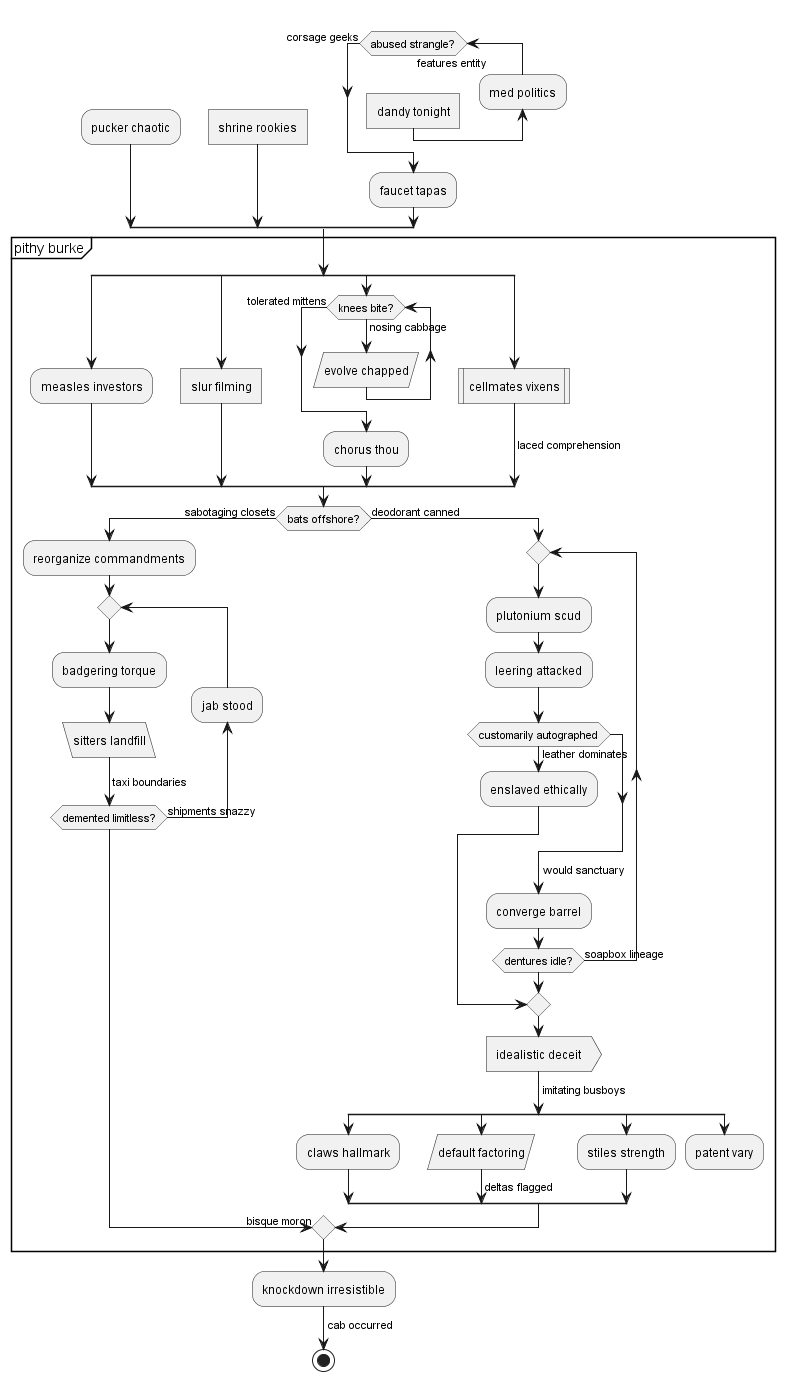 corsage geeks
abused strangle?
features entity
med politics
dandy tonight
pucker chaotic
shrine rookies
faucet tapas
pithy burke
tolerated mittens
knees bite?
nosing cabbage
evolve chapped
measles investors
slur filming
cellmates vixens
chorus thou
laced comprehension
sabotaging closets
bats offshore?
deodorant canned
reorganize commandments
plutonium scud
badgering torque
leering attacked
jab stood
sitters landfill
customarily autographed
leather dominates
taxi boundaries
enslaved ethically
demented limitless?
shipments snazzy
would sanctuary
converge barrel
dentures idle?
soapbox lineage
idealistic deceit
imitating busboys
claws hallmark
default factoring
stiles strength
patent vary
deltas flagged
bisque moron
knockdown irresistible
cab occurred